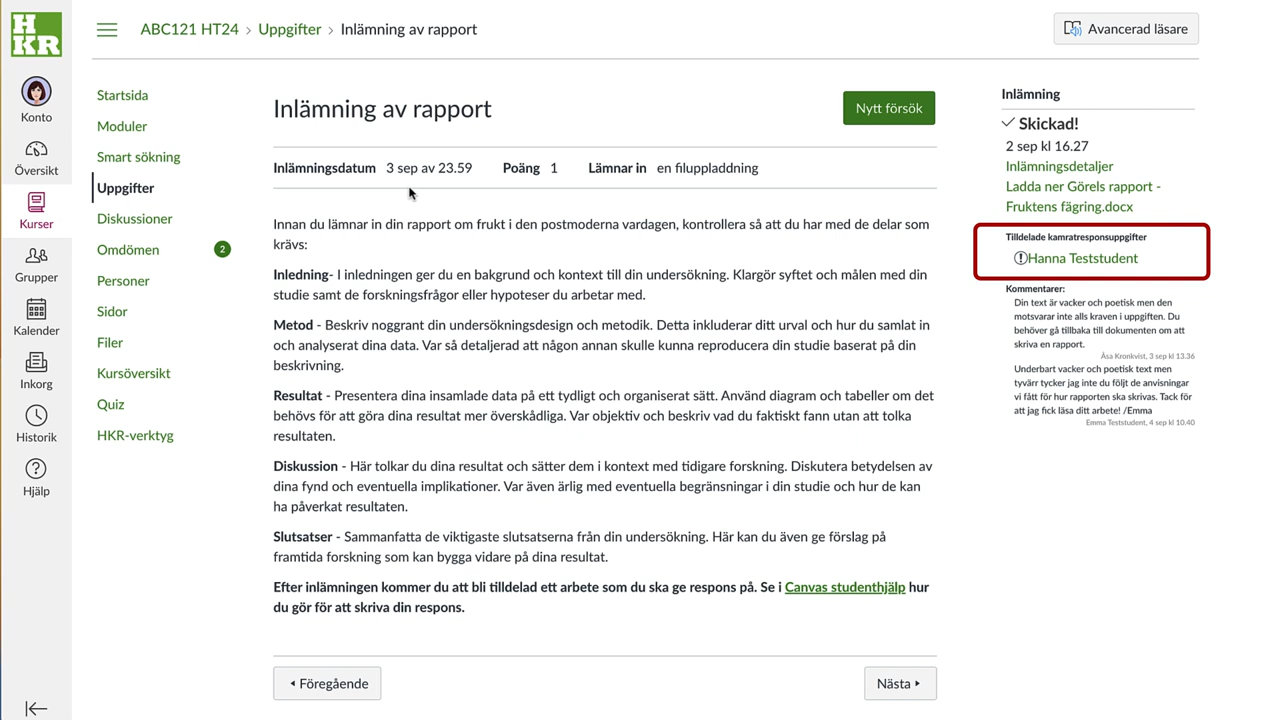 HKR
ABC121 HT24 › Uppgifter › Inlämning av rapport
Avancerad läsare
Konto
Översikt
Kurser
Grupper
Kalender
Inkorg
Historik
Hjälp
Startsida
Moduler
Smart sökning
Uppgifter
Diskussioner
Omdömen 2
Personer
Sidor
Filer
Kursöversikt
Quiz
HKR-verktyg
Inlämning av rapport
Nytt försök
Inlämningsdatum 3 sep av 23.59 Poäng 1 Lämnar in en filuppladdning
Innan du lämnar in din rapport om frukt i den postmoderna vardagen, kontrollera så att du har med de delar som
krävs:
Inledning- I inledningen ger du en bakgrund och kontext till din undersökning. Klargör syftet och målen med din
studie samt de forskningsfrågor eller hypoteser du arbetar med.
Metod - Beskriv noggrant din undersökningsdesign och metodik. Detta inkluderar ditt urval och hur du samlat in
och analyserat dina data. Var så detaljerad att någon annan skulle kunna reproducera din studie baserat på din
beskrivning.
Resultat - Presentera dina insamlade data på ett tydligt och organiserat sätt. Använd diagram och tabeller om det
behövs för att göra dina resultat mer överskådliga. Var objektiv och beskriv vad du faktiskt fann utan att tolka
resultaten.
Diskussion - Här tolkar du dina resultat och sätter dem i kontext med tidigare forskning. Diskutera betydelsen av
dina fynd och eventuella implikationer. Var även ärlig med eventuella begränsningar i din studie och hur de kan
ha påverkat resultaten.
Slutsatser - Sammanfatta de viktigaste slutsatserna från din undersökning. Här kan du även ge förslag på
framtida forskning som kan bygga vidare på dina resultat.
Efter inlämningen kommer du att bli tilldelad ett arbete som du ska ge respons på. Se i Canvas studenthjälp hur
du gör för att skriva din respons.
Föregående
Nästa
Inlämning
Skickad!
2 sep kl 16.27
Inlämningsdetaljer
Ladda ner Görels rapport -
Fruktens fägring.docx
Tilldelade kamratresponsuppgifter
Hanna Teststudent
Kommentarer:
Din text är vacker och poetisk men den
motsvarar inte alls kraven i uppgiften. Du
behöver gå tillbaka till dokumenten om att
skriva en rapport.
Åsa Kronkvist, 3 sep kl 13.36
Underbart vacker och poetisk text men
tyvärr tycker jag inte du följt de anvisningar
vi fått för hur rapporten ska skrivas. Tack för
att jag fick läsa ditt arbete! /Emma
Emma Teststudent, 4 sep kl 10.40